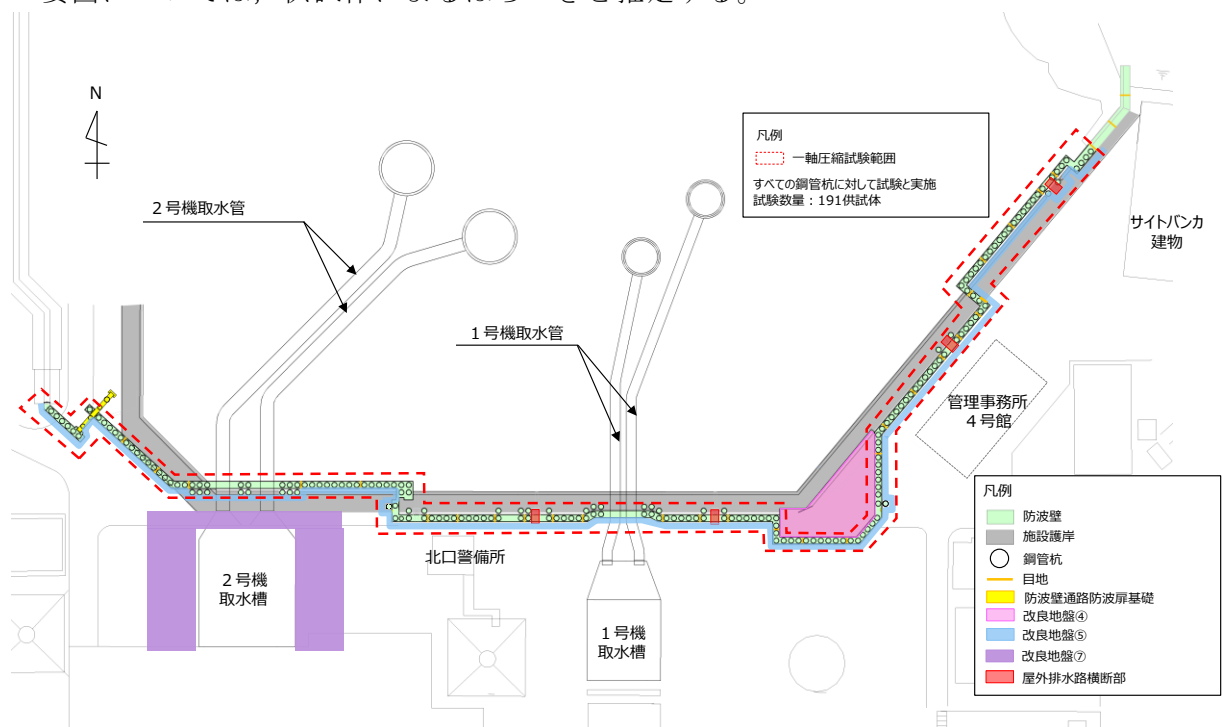 N
2号機取水管
1号機取水管
凡例
一軸圧縮試験範囲
すべての鋼管杭に対して試験と実施
試験数量：191供試体
サイトバンカ
建物
管理事務所
4号館
北口警備所
2号機
取水槽
1号機
取水槽
凡例
防波壁
施設護岸
鋼管杭
目地
防波壁通路防波扉基礎
改良地盤④
改良地盤⑤
改良地盤⑦
屋外排水路横断部